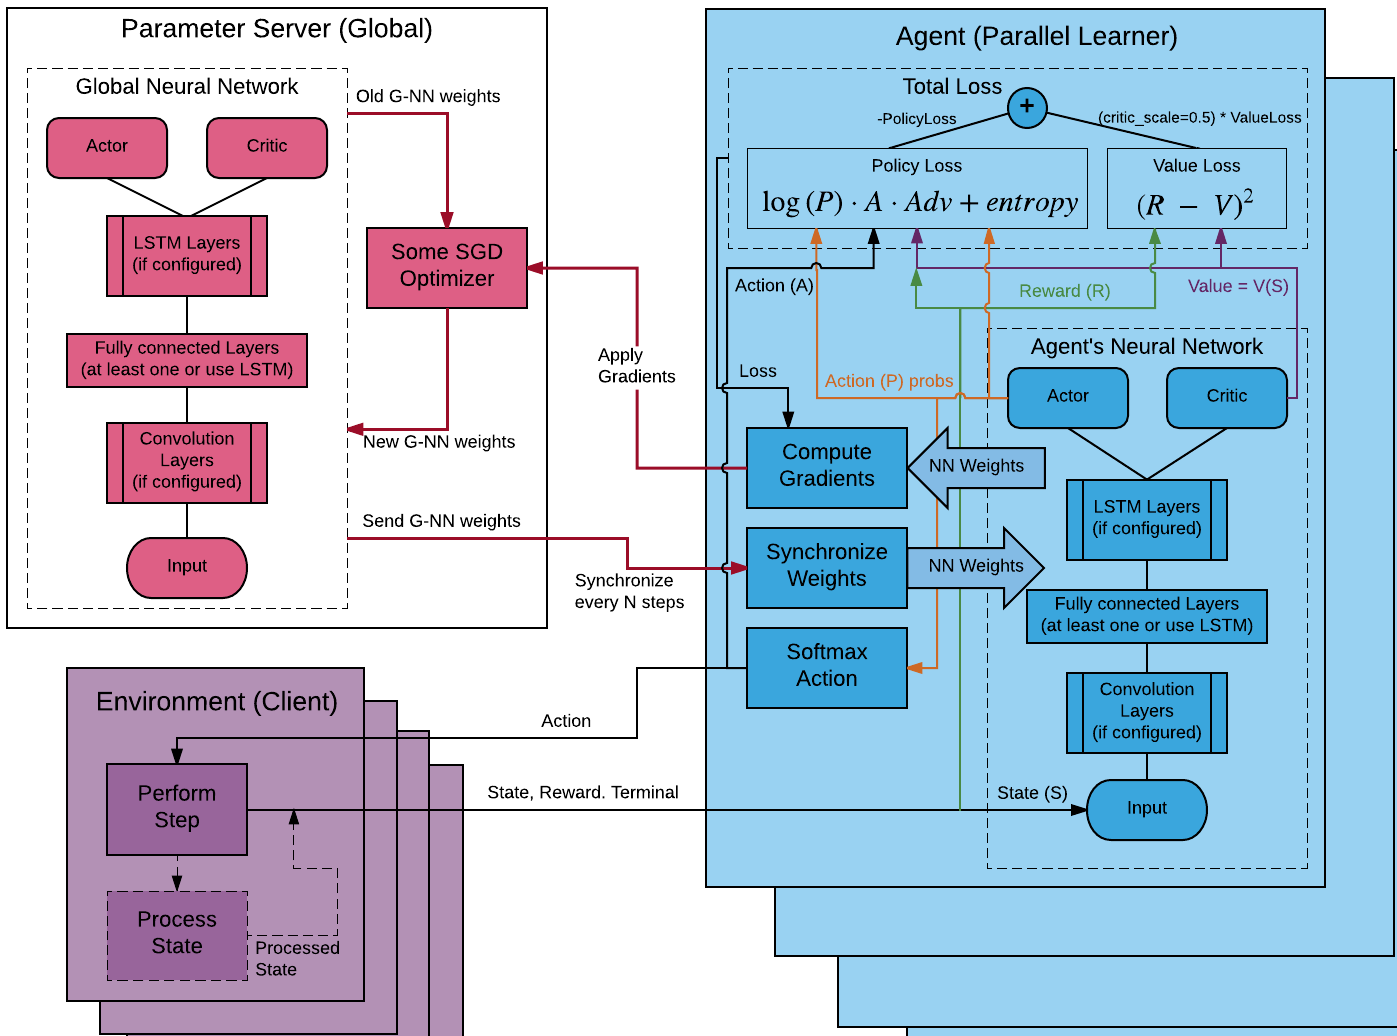 Parameter Server (Global)
Global Neural Network
Actor
Critic
LSTM Layers
(if configured)
Fully connected Layers
(at least one or use LSTM)
Convolution
Layers
(if configured)
Input
Old G-NN weights
Some SGD
Optimizer
New G-NN weights
Send G-NN weights
Apply
Gradients
Synchronize
every N steps
Agent (Parallel Learner)
Total Loss
+
-PolicyLoss
(critic_scale=0.5) * ValueLoss
Policy Loss
log (P) · A · Adv + entropy
Value Loss
(R − V)²
Action (A)
Reward (R)
Value = V(S)
Loss
Action (P) probs
Compute
Gradients
NN Weights
Synchronize
Weights
NN Weights
Softmax
Action
Agent's Neural Network
Actor
Critic
LSTM Layers
(if configured)
Fully connected Layers
(at least one or use LSTM)
Convolution
Layers
(if configured)
State (S)
Input
Environment (Client)
Action
Perform
Step
State, Reward. Terminal
Process
State
Processed
State